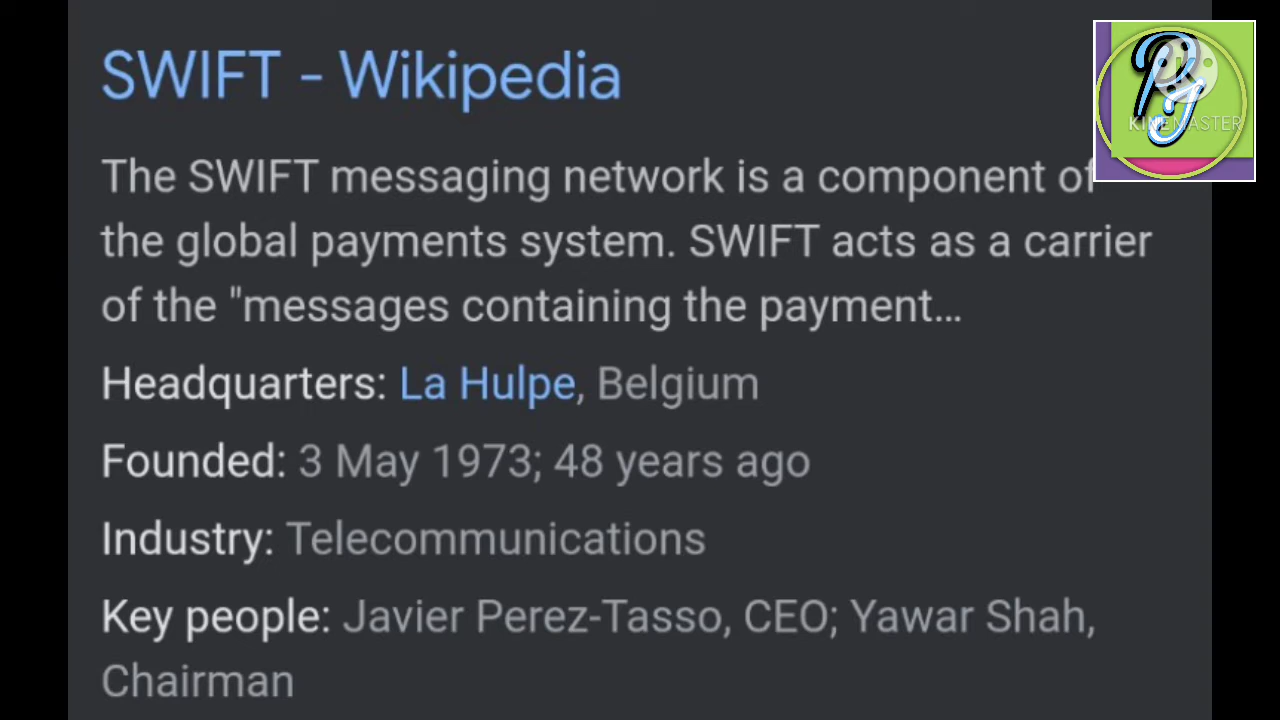 SWIFT - Wikipedia
The SWIFT messaging network is a component of
the global payments system. SWIFT acts as a carrier
of the "messages containing the payment...
Headquarters: La Hulpe, Belgium
Founded: 3 May 1973; 48 years ago
Industry: Telecommunications
Key people: Javier Perez-Tasso, CEO; Yawar Shah,
Chairman
PJ
KINEMASTER